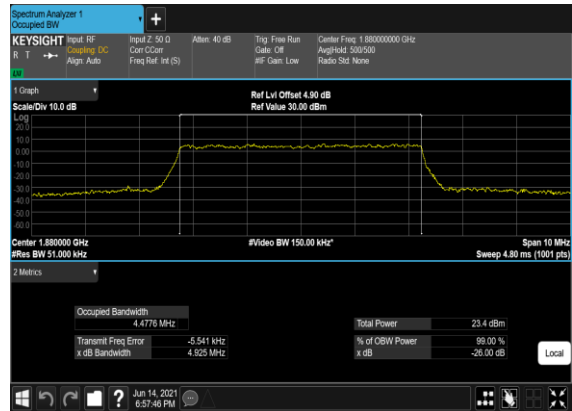 Spectrum Analyzer 1
Occupied BW
+
KEYSIGHT
R T
LXI
Input: RF
Coupling: DC
Align: Auto
Input Z: 50 Ω
Corr CCorr
Freq Ref: Int (S)
Atten: 40 dB
Trig: Free Run
Gate: Off
#IF Gain: Low
Center Freq: 1.880000000 GHz
Avg|Hold: 500/500
Radio Std: None
1 Graph
Scale/Div 10.0 dB
Ref Lvl Offset 4.90 dB
Ref Value 30.00 dBm
Log
20.0
10.0
0.00
-10.0
-20.0
-30.0
-40.0
-50.0
-60.0
Center 1.880000 GHz
#Res BW 51.000 kHz
#Video BW 150.00 kHz*
Span 10 MHz
Sweep 4.80 ms (1001 pts)
2 Metrics
Occupied Bandwidth
4.4776 MHz
Transmit Freq Error -5.541 kHz
x dB Bandwidth 4.925 MHz
Total Power 23.4 dBm
% of OBW Power 99.00 %
x dB -26.00 dB
Local
?
Jun 14, 2021
6:57:46 PM